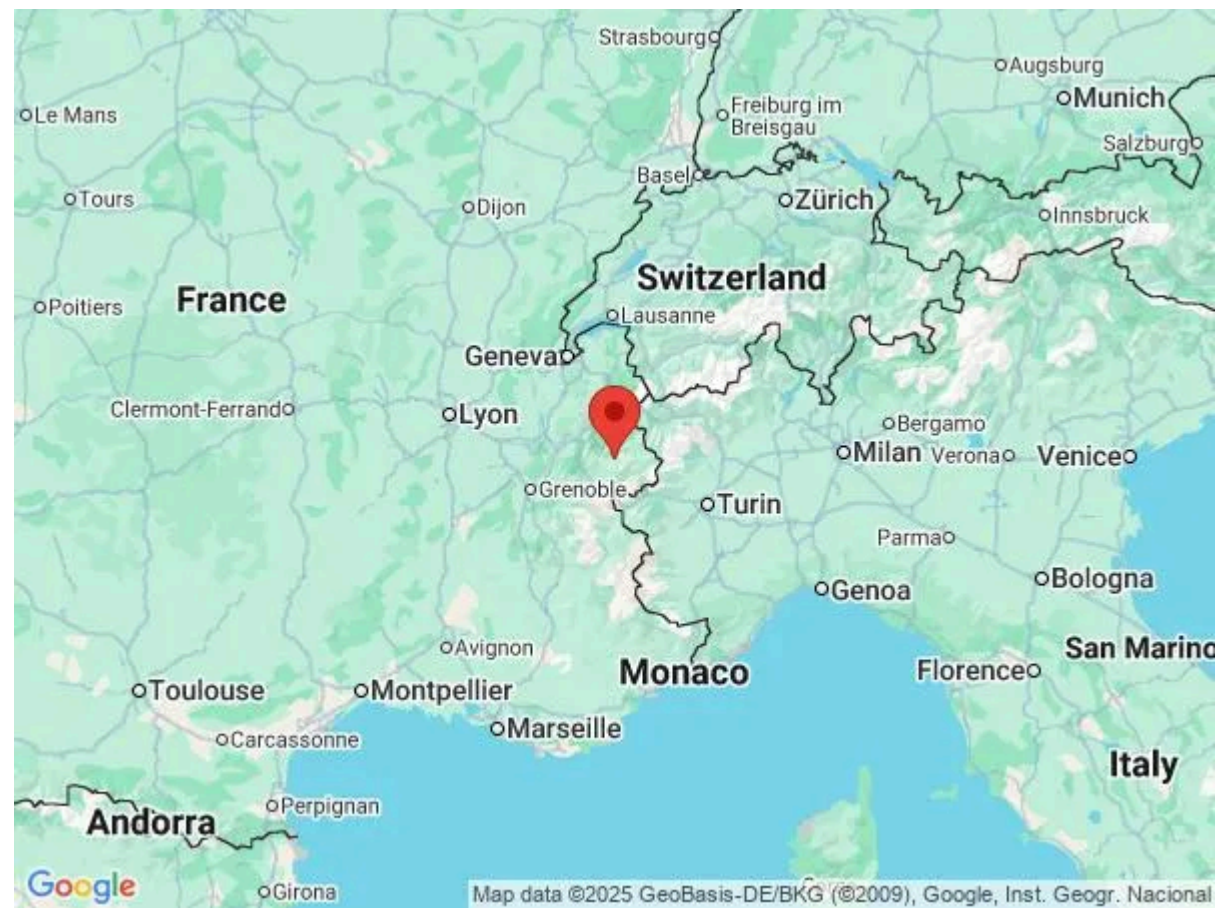 Strasbourg
Augsburg
Munich
Le Mans
Freiburg im
Breisgau
Salzburg
Basel
Zürich
Tours
Dijon
Innsbruck
Switzerland
France
Poitiers
Lausanne
Geneva
Clermont-Ferrand
Lyon
Bergamo
Milan
Verona
Venice
Grenoble
Turin
Parma
Bologna
Genoa
Avignon
San Marino
Monaco
Florence
Toulouse
Montpellier
Marseille
Carcassonne
Italy
Perpignan
Andorra
Google
Girona
Map data ©2025 GeoBasis-DE/BKG (©2009), Google, Inst. Geogr. Nacional